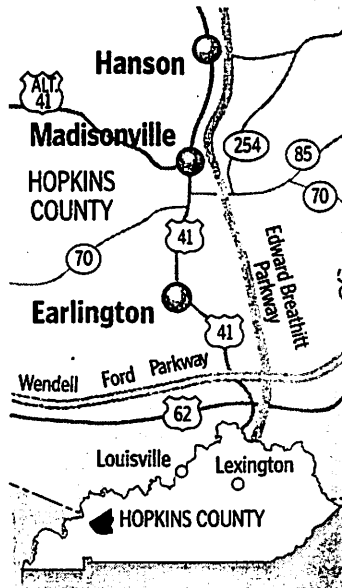 Hanson
ALT.
41
Madisonville
254
85
HOPKINS
COUNTY
70
41
70
Edward Breathitt
Parkway
Earlington
41
Wendell Ford Parkway
62
Louisville
Lexington
HOPKINS COUNTY